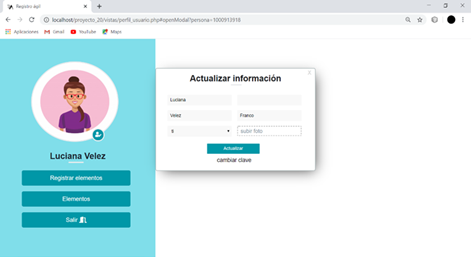 Registro ágil
localhost/proyecto_20/vistas/perfil_usuario.php#openModal?persona=1000913918
Aplicaciones Gmail YouTube Maps
Actualizar información
Luciana
Velez Franco
6 subir foto
Actualizar
cambiar clave
Luciana Velez
Registrar elementos
Elementos
Salir